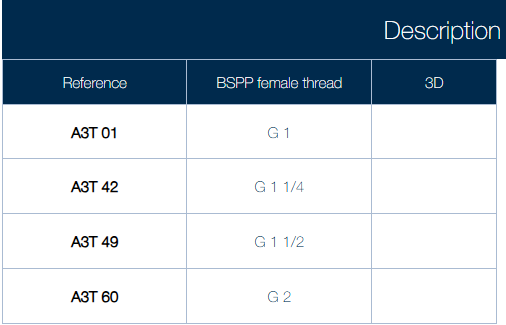 Description
Reference BSPP female thread 3D
A3T 01 G 1
A3T 42 G 1 1/4
A3T 49 G 1 1/2
A3T 60 G 2